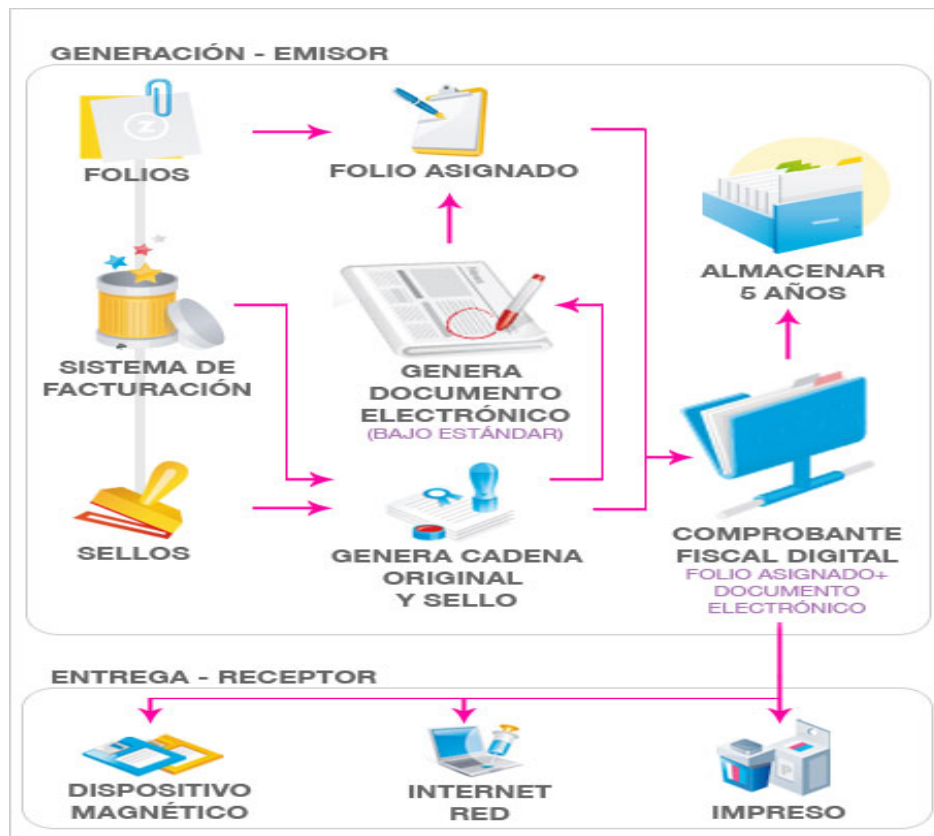 GENERACIÓN - EMISOR
FOLIOS
FOLIO ASIGNADO
ALMACENAR
5 AÑOS
SISTEMA DE
FACTURACIÓN
GENERA
DOCUMENTO
ELECTRÓNICO
(BAJO ESTÁNDAR)
SELLOS
GENERA CADENA
ORIGINAL
Y SELLO
COMPROBANTE
FISCAL DIGITAL
FOLIO ASIGNADO+
DOCUMENTO
ELECTRÓNICO
ENTREGA - RECEPTOR
DISPOSITIVO
MAGNÉTICO
INTERNET
RED
IMPRESO